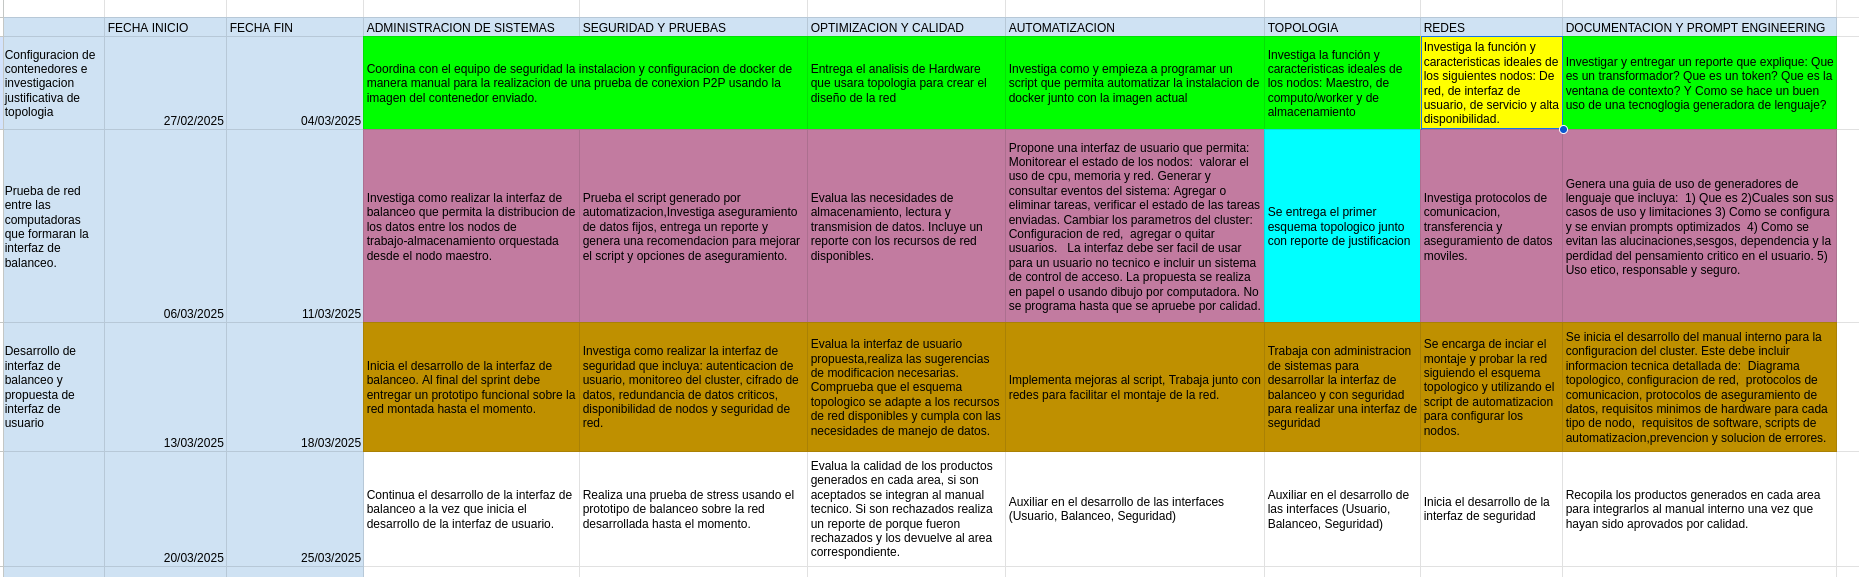 FECHA INICIO
FECHA FIN
ADMINISTRACION DE SISTEMAS
SEGURIDAD Y PRUEBAS
OPTIMIZACION Y CALIDAD
AUTOMATIZACION
TOPOLOGIA
REDES
DOCUMENTACION Y PROMPT ENGINEERING
Configuracion de
contenedores e
investigacion
justificativa de
topologia
27/02/2025
04/03/2025
Coordina con el equipo de seguridad la instalacion y configuracion de docker de
manera manual para la realizacion de una prueba de conexion P2P usando la
imagen del contenedor enviado.
Entrega el analisis de Hardware
que usara topologia para crear el
diseño de la red
Investiga como y empieza a programar un
script que permita automatizar la instalacion de
docker junto con la imagen actual
Investiga la función y
caracteristicas ideales de
los nodos: Maestro, de
computo/worker y de
almacenamiento
Investiga la función y
caracteristicas ideales de
los siguientes nodos: De
red, de interfaz de
usuario, de servicio y alta
disponibilidad.
Investigar y entregar un reporte que explique: Que
es un transformador? Que es un token? Que es la
ventana de contexto? Y Como se hace un buen
uso de una tecnoglogia generadora de lenguaje?
Prueba de red
entre las
computadoras
que formaran la
interfaz de
balanceo.
06/03/2025
11/03/2025
Investiga como realizar la interfaz de
balanceo que permita la distribucion de
los datos entre los nodos de
trabajo-almacenamiento orquestada
desde el nodo maestro.
Prueba el script generado por
automatizacion,Investiga aseguramiento
de datos fijos, entrega un reporte y
genera una recomendacion para mejorar
el script y opciones de aseguramiento.
Evalua las necesidades de
almacenamiento, lectura y
transmision de datos. Incluye un
reporte con los recursos de red
disponibles.
Propone una interfaz de usuario que permita:
Monitorear el estado de los nodos:  valorar el
uso de cpu, memoria y red. Generar y
consultar eventos del sistema: Agregar o
eliminar tareas, verificar el estado de las tareas
enviadas. Cambiar los parametros del cluster:
Configuracion de red,  agregar o quitar
usuarios.   La interfaz debe ser facil de usar
para un usuario no tecnico e incluir un sistema
de control de acceso. La propuesta se realiza
en papel o usando dibujo por computadora. No
se programa hasta que se apruebe por calidad.
Se entrega el primer
esquema topologico junto
con reporte de justificacion
Investiga protocolos de
comunicacion,
transferencia y
aseguramiento de datos
moviles.
Genera una guia de uso de generadores de
lenguaje que incluya:  1) Que es 2)Cuales son sus
casos de uso y limitaciones 3) Como se configura
y se envian prompts optimizados  4) Como se
evitan las alucinaciones,sesgos, dependencia y la
perdidad del pensamiento critico en el usuario. 5)
Uso etico, responsable y seguro.
Desarrollo de
interfaz de
balanceo y
propuesta de
interfaz de
usuario
13/03/2025
18/03/2025
Inicia el desarrollo de la interfaz de
balanceo. Al final del sprint debe
entregar un prototipo funcional sobre la
red montada hasta el momento.
Investiga como realizar la interfaz de
seguridad que incluya: autenticacion de
usuario, monitoreo del cluster, cifrado de
datos, redundancia de datos criticos,
disponibilidad de nodos y seguridad de
red.
Evalua la interfaz de usuario
propuesta,realiza las sugerencias
de modificacion necesarias.
Comprueba que el esquema
topologico se adapte a los recursos
de red disponibles y cumpla con las
necesidades de manejo de datos.
Implementa mejoras al script, Trabaja junto con
redes para facilitar el montaje de la red.
Trabaja con administracion
de sistemas para
desarrollar la interfaz de
balanceo y con seguridad
para realizar una interfaz de
seguridad
Se encarga de inciar el
montaje y probar la red
siguiendo el esquema
topologico y utilizando el
script de automatizacion
para configurar los
nodos.
Se inicia el desarrollo del manual interno para la
configuracion del cluster. Este debe incluir
informacion tecnica detallada de:  Diagrama
topologico, configuracion de red,  protocolos de
comunicacion, protocolos de aseguramiento de
datos, requisitos minimos de hardware para cada
tipo de nodo,  requisitos de software, scripts de
automatizacion,prevencion y solucion de errores.
20/03/2025
25/03/2025
Continua el desarrollo de la interfaz de
balanceo a la vez que inicia el
desarrollo de la interfaz de usuario.
Realiza una prueba de stress usando el
prototipo de balanceo sobre la red
desarrollada hasta el momento.
Evalua la calidad de los productos
generados en cada area, si son
aceptados se integran al manual
tecnico. Si son rechazados realiza
un reporte de porque fueron
rechazados y los devuelve al area
correspondiente.
Auxiliar en el desarrollo de las interfaces
(Usuario, Balanceo, Seguridad)
Auxiliar en el desarrollo de
las interfaces (Usuario,
Balanceo, Seguridad)
Inicia el desarrollo de la
interfaz de seguridad
Recopila los productos generados en cada area
para integrarlos al manual interno una vez que
hayan sido aprovados por calidad.